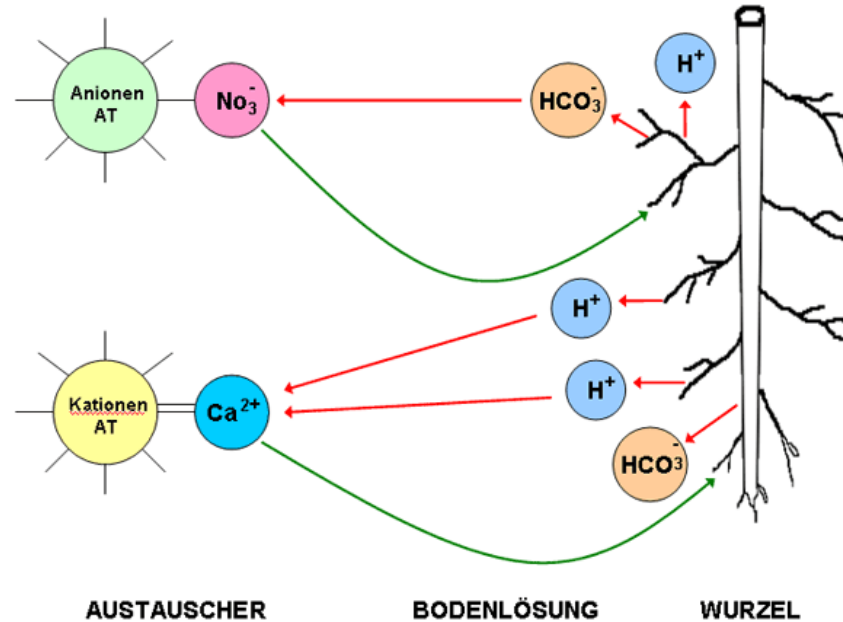 Anionen
AT
No₃⁻
HCO₃⁻
H⁺
H⁺
Kationen
AT
Ca²⁺
H⁺
HCO₃⁻
AUSTAUSCHER
BODENLÖSUNG
WURZEL